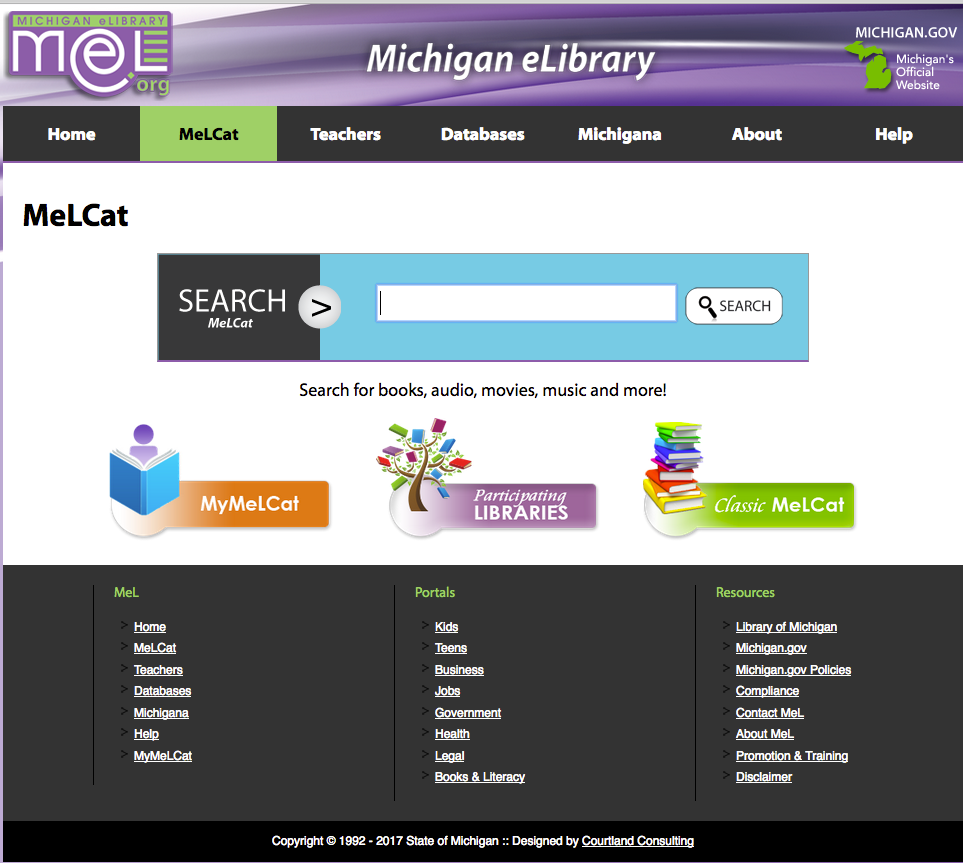 MICHIGAN eLIBRARY
meL
.org
Michigan eLibrary
MICHIGAN.GOV
Michigan's
Official
Website
Home MeLCat Teachers Databases Michigana About Help
MeLCat
SEARCH
MeLCat
>
SEARCH
Search for books, audio, movies, music and more!
MyMeLCat
Participating
LIBRARIES
Classic MeLCat
MeL
> Home
> MeLCat
> Teachers
> Databases
> Michigana
> Help
> MyMeLCat
Portals
> Kids
> Teens
> Business
> Jobs
> Government
> Health
> Legal
> Books & Literacy
Resources
> Library of Michigan
> Michigan.gov
> Michigan.gov Policies
> Compliance
> Contact MeL
> About MeL
> Promotion & Training
> Disclaimer
Copyright © 1992 - 2017 State of Michigan :: Designed by Courtland Consulting